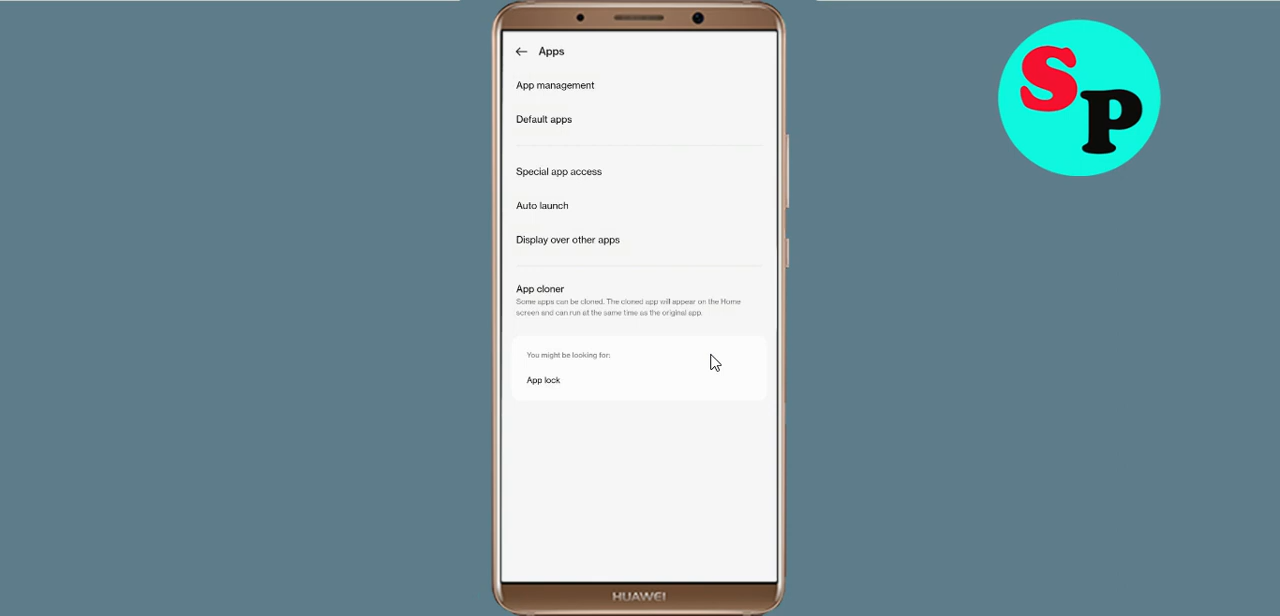 Apps
SP
App management
Default apps
Special app access
Auto launch
Display over other apps
App cloner
Some apps can be cloned. The cloned app will appear on the Home
screen and can run at the same time as the original app.
You might be looking for:
App lock
HUAWEI